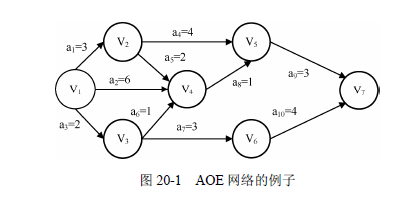 a₄=4
V₂
V₅
a₁=3
a₅=2
a₉=3
a₂=6
a₈=1
V₁
V₄
V₇
a₆=1
a₃=2
a₇=3
a₁₀=4
V₃
V₆
图 20-1 AOE 网络的例子